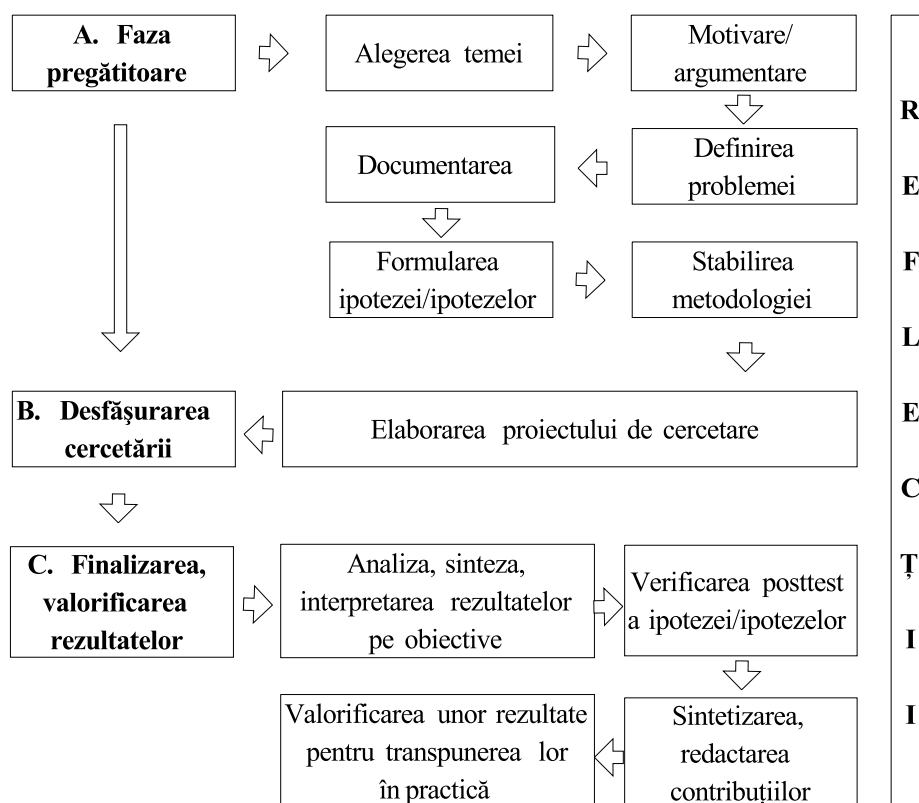 A. Faza
pregătitoare
Alegerea temei
Motivare/
argumentare
Definirea
problemei
Documentarea
Formularea
ipotezei/ipotezelor
Stabilirea
metodologiei
Elaborarea proiectului de cercetare
B. Desfăşurarea
cercetării
C. Finalizarea,
valorificarea
rezultatelor
Analiza, sinteza,
interpretarea rezultatelor
pe obiective
Verificarea posttest
a ipotezei/ipotezelor
Sintetizarea,
redactarea
contribuțiilor
Valorificarea unor rezultate
pentru transpunerea lor
în practică
R
E
F
L
E
C
Ț
I
I